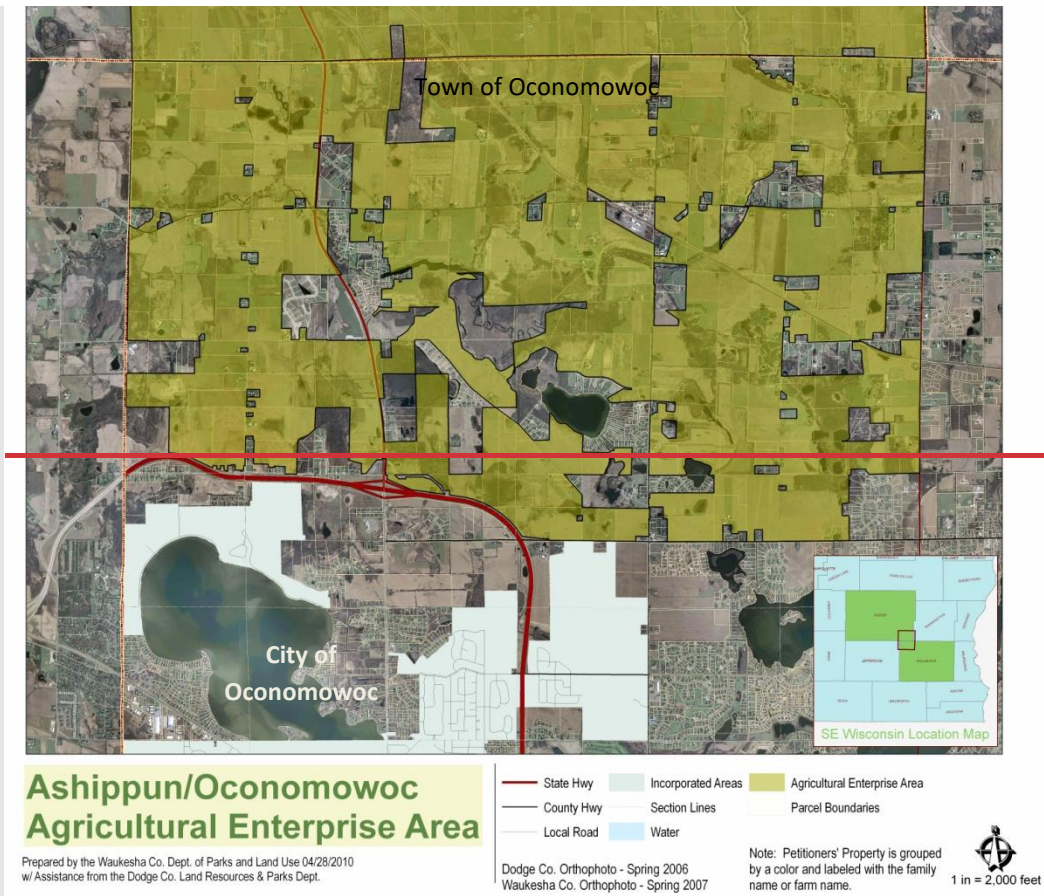 Town of Oconomowoc
City of
Oconomowoc
DODGE
SE Wisconsin Location Map
Ashippun/Oconomowoc
Agricultural Enterprise Area
Prepared by the Waukesha Co. Dept. of Parks and Land Use 04/28/2010
w/ Assistance from the Dodge Co. Land Resources & Parks Dept.
State Hwy
County Hwy
Local Road
Incorporated Areas
Section Lines
Water
Agricultural Enterprise Area
Parcel Boundaries
Dodge Co. Orthophoto - Spring 2006
Waukesha Co. Orthophoto - Spring 2007
Note: Petitioners' Property is grouped
by a color and labeled with the family
name or farm name.
1 in = 2,000 feet